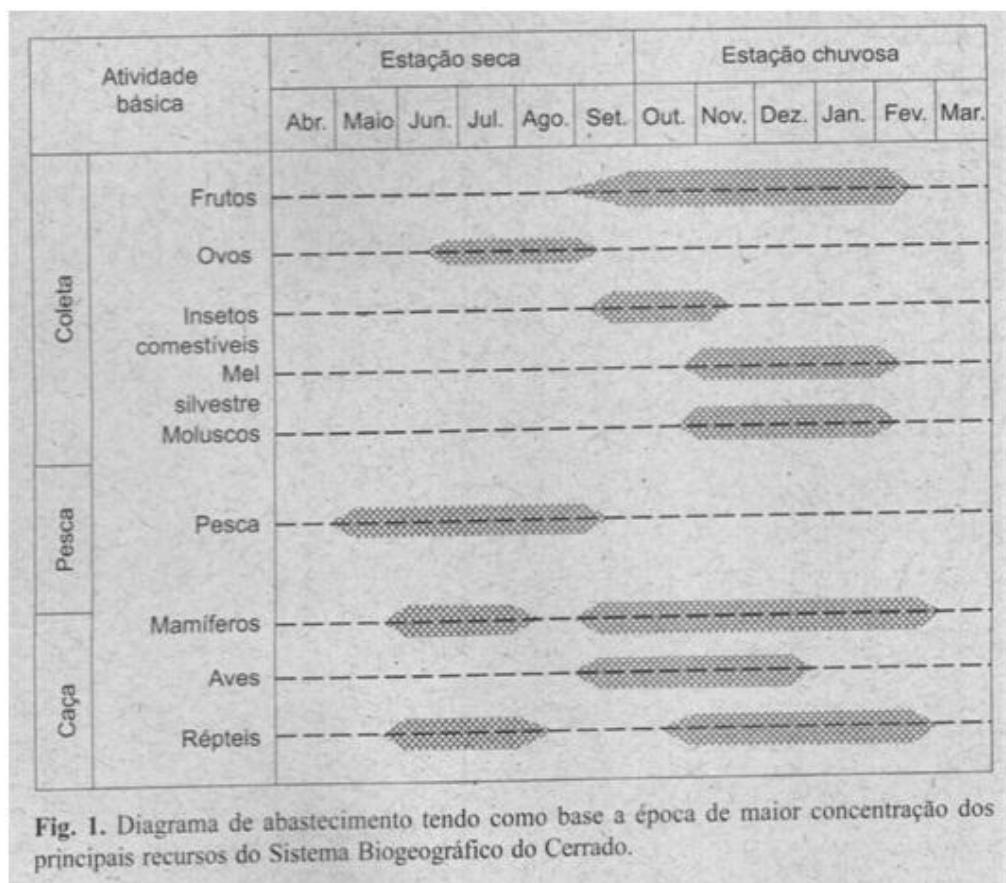 Atividade
básica
Estação seca
Estação chuvosa
Abr. Maio Jun. Jul. Ago. Set. Out. Nov. Dez. Jan. Fev. Mar.
Coleta
Frutos
Ovos
Insetos
comestíveis
Mel
silvestre
Moluscos
Pesca
Pesca
Caça
Mamíferos
Aves
Répteis
Fig. 1. Diagrama de abastecimento tendo como base a época de maior concentração dos
principais recursos do Sistema Biogeográfico do Cerrado.